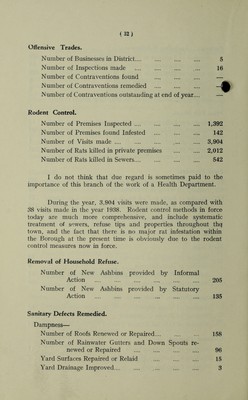 ( 32 )
Offensive Trades.
Number of Businesses in District... .... .... .... 5
Number of Inspections made .... .... .... .... 16
Number of Contraventions found .... .... .... —
Number of Contraventions remedied .... .... .... —
Number of Contraventions outstanding at end of year.... —
Rodent Control.
Number of Premises Inspected .... .... .... .... 1,392
Number of Premises found Infested .... .... .... 142
Number of Visits made .... .... .... .... .... 3,904
Number of Rats killed in private premises .... .... 2,012
Number of Rats killed in Sewers... .... .... .... 542
I do not think that due regard is sometimes paid to the
importance of this branch of the work of a Health Department.
During the year, 3,904 visits were made, as compared with
38 visits made in the year 1938. Rodent control methods in force
today are much more comprehensive, and include systematic
treatment of sewers, refuse tips and properties throughout the
town, and the fact that there is no major rat infestation within
the Borough at the present time is obviously due to the rodent
control measures now in force.
Removal of Household Refuse.
Number of New Ashbins provided by Informal
Action .... .... .... .... .... .... 205
Number of New Ashbins provided by Statutory
Action .... .... .... .... .... .... 135
Sanitary Defects Remedied.
Dampness—
Number of Roofs Renewed or Repaired... .... .... 158
Number of Rainwater Gutters and Down Spouts re-
newed or Repaired .... .... .... .... 96
Yard Surfaces Repaired or Relaid .... .... .... 15
Yard Drainage Improved... .... .... .... .... 3